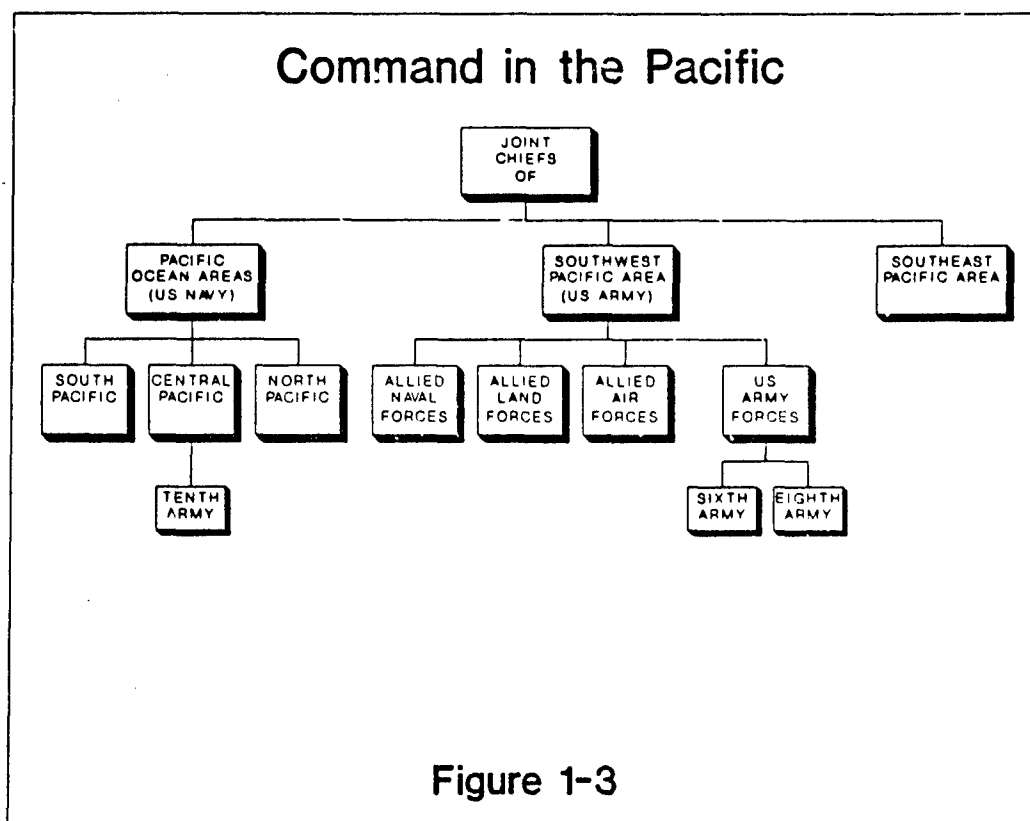 Command in the Pacific
JOINT
CHIEFS
OF
PACIFIC
OCEAN AREAS
(US NAVY)
SOUTHWEST
PACIFIC AREA
(US ARMY)
SOUTHEAST
PACIFIC AREA
SOUTH
PACIFIC
CENTRAL
PACIFIC
NORTH
PACIFIC
ALLIED
NAVAL
FORCES
ALLIED
LAND
FORCES
ALLIED
AIR
FORCES
US
ARMY
FORCES
TENTH
ARMY
SIXTH
ARMY
EIGHTH
ARMY
Figure 1-3